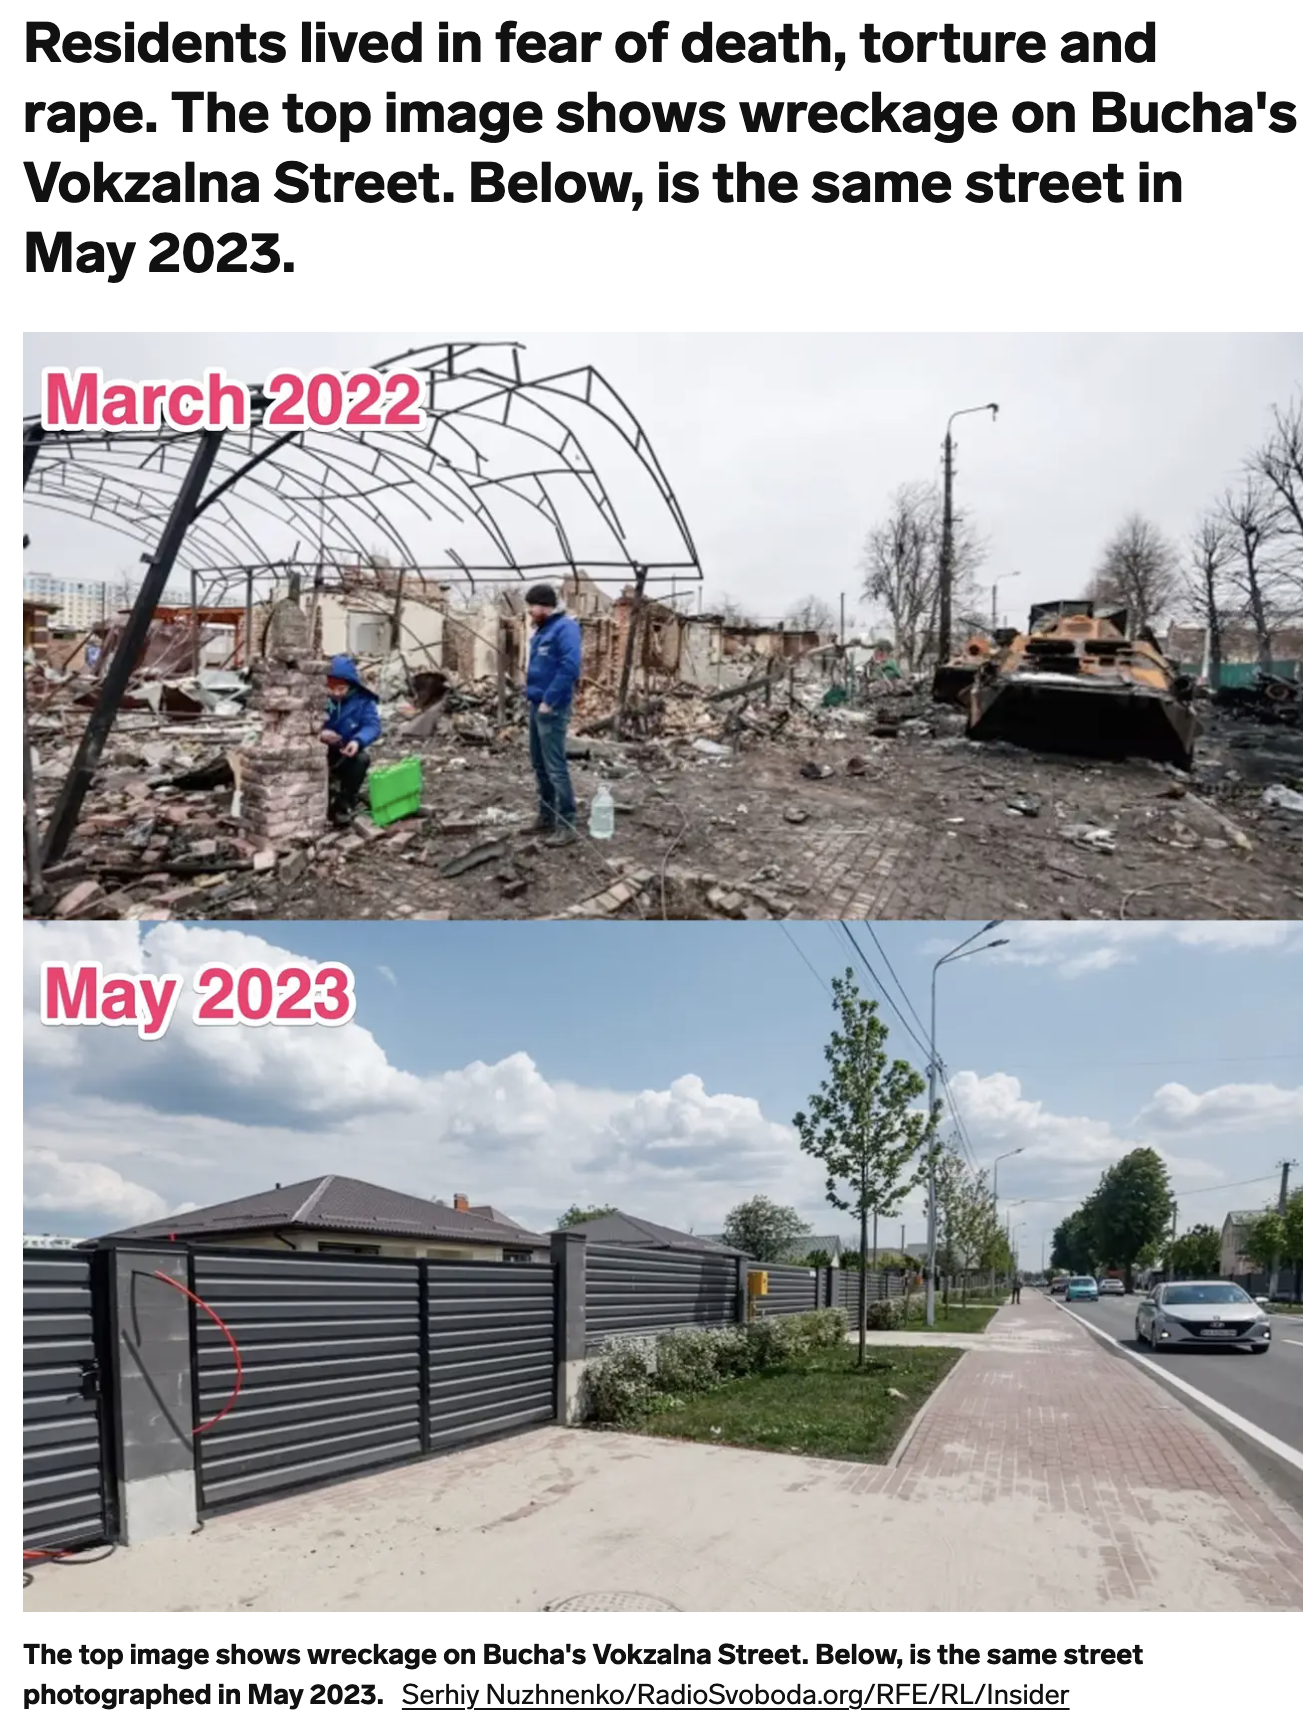 Residents lived in fear of death, torture and
rape. The top image shows wreckage on Bucha's
Vokzalna Street. Below, is the same street in
May 2023.
March 2022
May 2023
The top image shows wreckage on Bucha's Vokzalna Street. Below, is the same street
photographed in May 2023. Serhiy Nuzhnenko/RadioSvoboda.org/RFE/RL/Insider